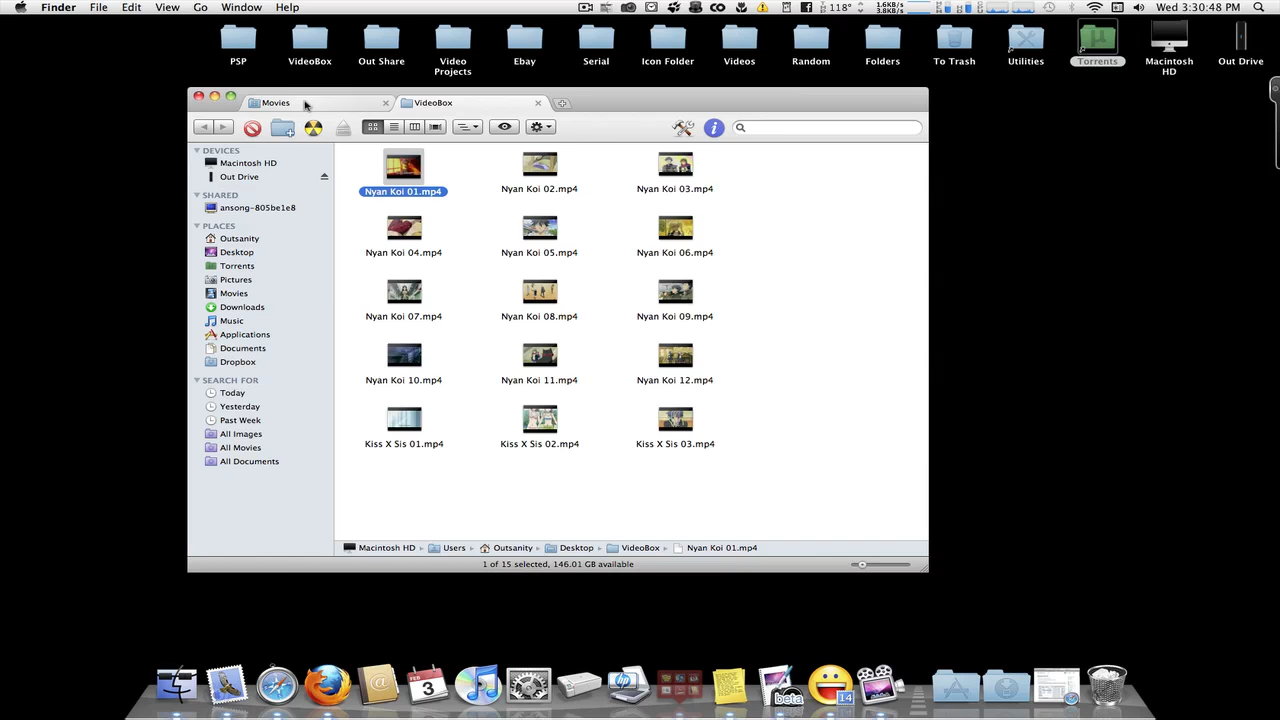 Finder File Edit View Go Window Help 118° 1.6KB/s 3.8KB/s Wed 3:30:48 PM
PSP VideoBox Out Share Video Projects Ebay Serial Icon Folder Videos Random Folders To Trash Utilities Torrents Macintosh HD Out Drive
Movies VideoBox
DEVICES
Macintosh HD
Out Drive
SHARED
ansong-805be1e8
PLACES
Outsanity
Desktop
Torrents
Pictures
Movies
Downloads
Music
Applications
Documents
Dropbox
SEARCH FOR
Today
Yesterday
Past Week
All Images
All Movies
All Documents
Nyan Koi 01.mp4 Nyan Koi 02.mp4 Nyan Koi 03.mp4
Nyan Koi 04.mp4 Nyan Koi 05.mp4 Nyan Koi 06.mp4
Nyan Koi 07.mp4 Nyan Koi 08.mp4 Nyan Koi 09.mp4
Nyan Koi 10.mp4 Nyan Koi 11.mp4 Nyan Koi 12.mp4
Kiss X Sis 01.mp4 Kiss X Sis 02.mp4 Kiss X Sis 03.mp4
Macintosh HD Users Outsanity Desktop VideoBox Nyan Koi 01.mp4
1 of 15 selected, 146.01 GB available
FEB
3
beta
14